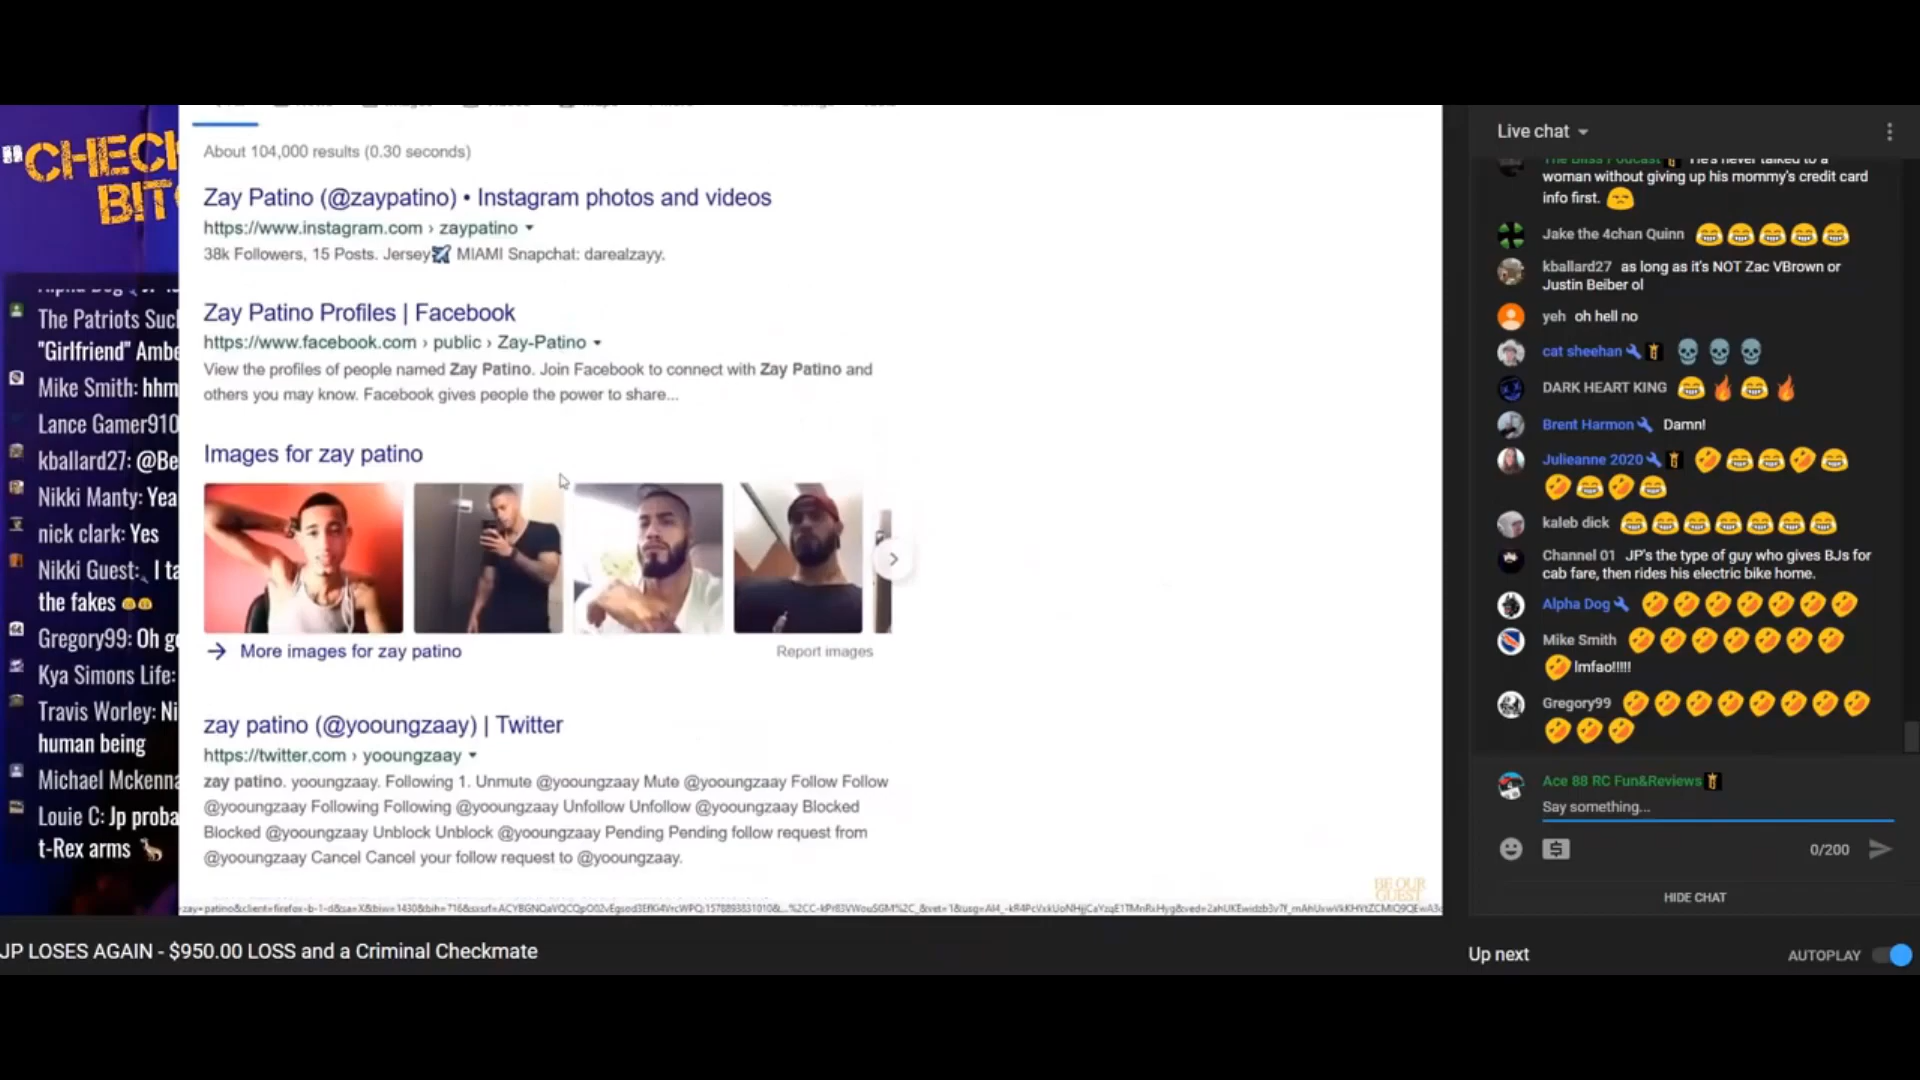 "CHECK
BIT
The Patriots Suc
"Girlfriend" Ambe
Mike Smith: hhm
Lance Gamer910
kballard27: @Be
Nikki Manty: Yea
nick clark: Yes
Nikki Guest: I ta
the fakes
Gregory99: Oh g
Kya Simons Life:
Travis Worley: Ni
human being
Michael Mckenna
Louie C: Jp proba
t-Rex arms 🦖
About 104,000 results (0.30 seconds)
Zay Patino (@zaypatino) • Instagram photos and videos
https://www.instagram.com › zaypatino ▾
38k Followers, 15 Posts. Jersey✈️ MIAMI Snapchat: darealzayy.
Zay Patino Profiles | Facebook
https://www.facebook.com › public › Zay-Patino ▾
View the profiles of people named Zay Patino. Join Facebook to connect with Zay Patino and
others you may know. Facebook gives people the power to share...
Images for zay patino
→ More images for zay patino
Report images
zay patino (@yooungzaay) | Twitter
https://twitter.com › yooungzaay ▾
zay patino. yooungzaay. Following 1. Unmute @yooungzaay Mute @yooungzaay Follow Follow
@yooungzaay Following Following @yooungzaay Unfollow Unfollow @yooungzaay Blocked
Blocked @yooungzaay Unblock Unblock @yooungzaay Pending Pending follow request from
@yooungzaay Cancel Cancel your follow request to @yooungzaay.
BE OUR
GUEST
JP LOSES AGAIN - $950.00 LOSS and a Criminal Checkmate
Live chat
The Bliss Podcast He's never talked to a
woman without giving up his mommy's credit card
info first. 😒
Jake the 4chan Quinn 😂😂😂😂😂
kballard27 as long as it's NOT Zac VBrown or
Justin Beiber ol
yeh oh hell no
cat sheehan 💀💀💀
DARK HEART KING 😂🔥😂🔥
Brent Harmon Damn!
Julieanne 2020 🤣😂😂🤣😂
🤣😂🤣😂
kaleb dick 😂😂😂😂😂😂😂
Channel 01 JP's the type of guy who gives BJs for
cab fare, then rides his electric bike home.
Alpha Dog 🤣🤣🤣🤣🤣🤣🤣
Mike Smith 🤣🤣🤣🤣🤣🤣🤣
🤣lmfao!!!!!
Gregory99 🤣🤣🤣🤣🤣🤣🤣🤣
🤣🤣🤣
Ace 88 RC Fun&Reviews
Say something...
0/200
HIDE CHAT
Up next
AUTOPLAY